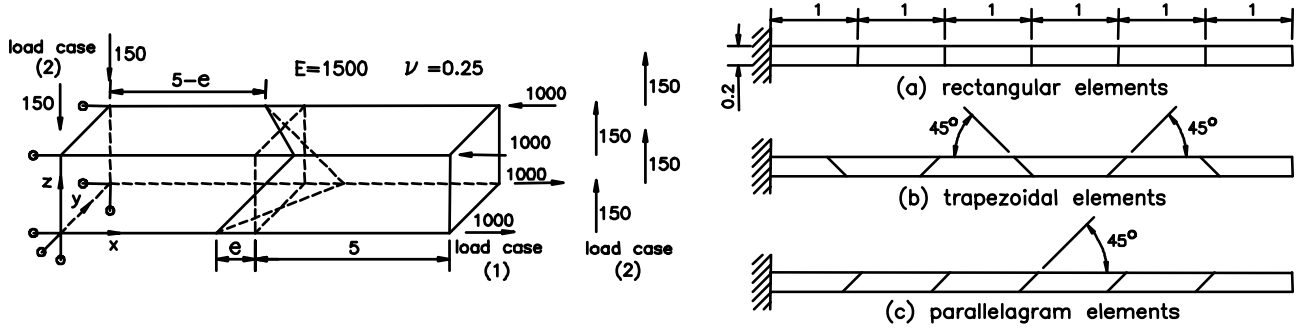 load case
(2)
150
150
5-e
E=1500 ν =0.25
1000
1000
1000
1000
z
y
x
e
5
load case
(1)
150
150
150
150
load case
(2)
1 1 1 1 1 1
0.2
(a) rectangular elements
45° 45°
(b) trapezoidal elements
45°
(c) parallelagram elements